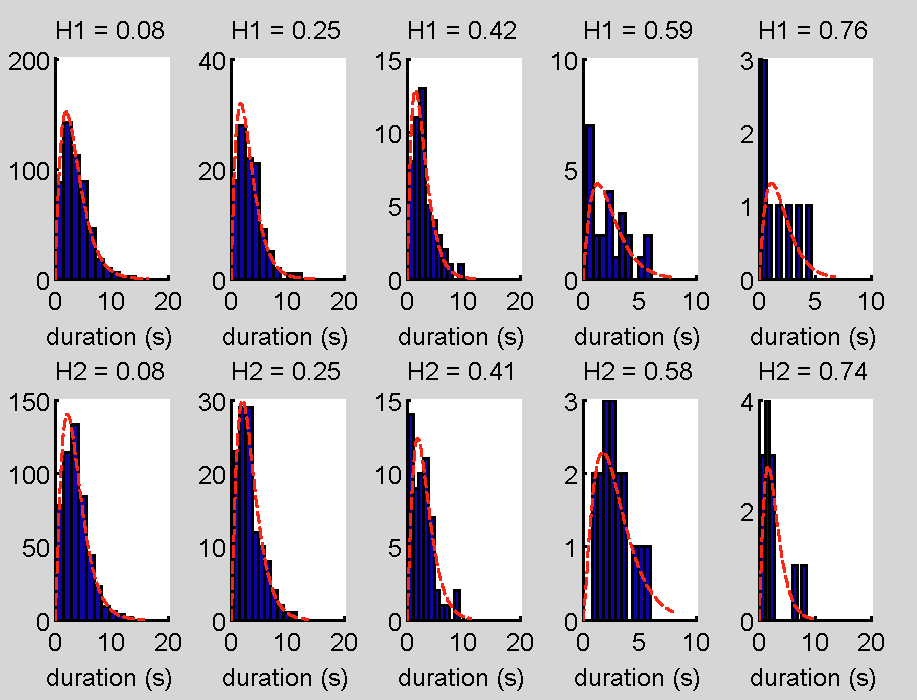 H1 = 0.08 H1 = 0.25 H1 = 0.42 H1 = 0.59 H1 = 0.76
200 40 15 10 3
10 2
100 20 5
5 1
0 0 0 0 0
0 10 20 0 10 20 0 10 20 0 5 10 0 5 10
duration (s) duration (s) duration (s) duration (s) duration (s)
H2 = 0.08 H2 = 0.25 H2 = 0.41 H2 = 0.58 H2 = 0.74
150 30 15 3 4
100 20 10 2
2
50 10 5 1
0 0 0 0 0
0 10 20 0 10 20 0 10 20 0 5 10 0 10 20
duration (s) duration (s) duration (s) duration (s) duration (s)